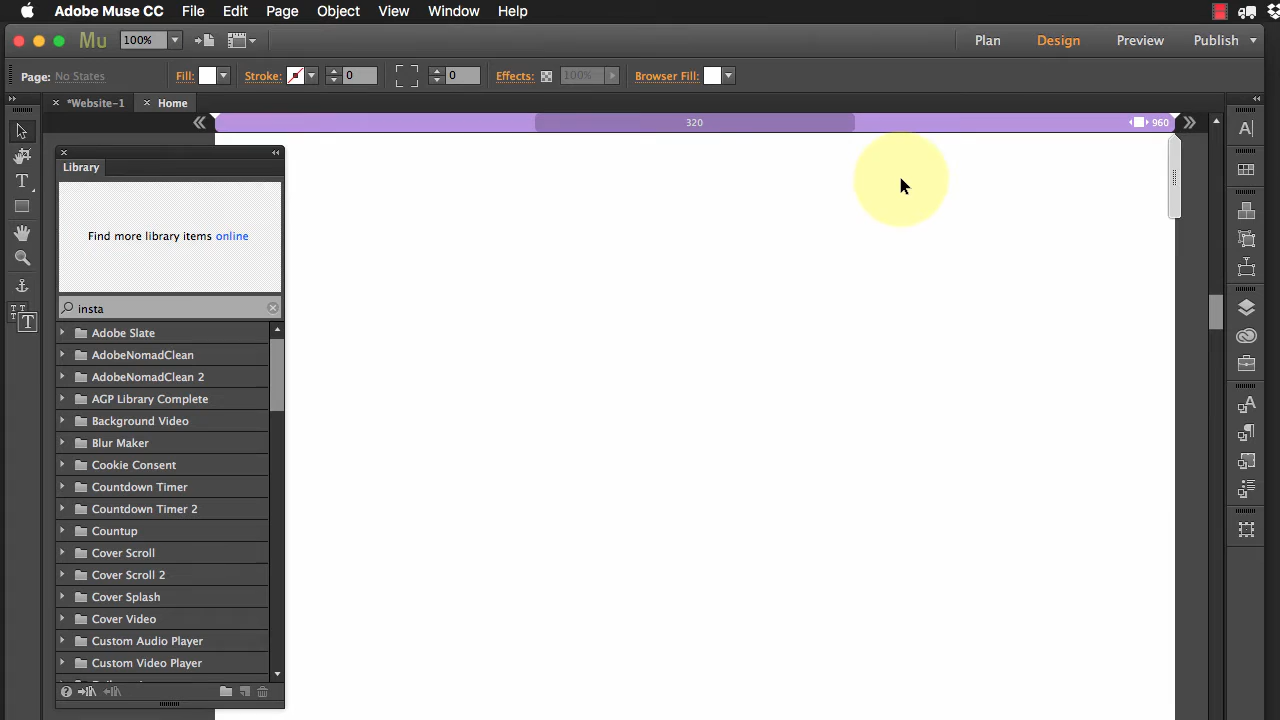 Adobe Muse CC File Edit Page Object View Window Help
Mu 100% Plan Design Preview Publish
Page: No States Fill: Stroke: 0 0 Effects: 100% Browser Fill:
*Website-1 Home
320 960
Library
Find more library items online
insta
Adobe Slate
AdobeNomadClean
AdobeNomadClean 2
AGP Library Complete
Background Video
Blur Maker
Cookie Consent
Countdown Timer
Countdown Timer 2
Countup
Cover Scroll
Cover Scroll 2
Cover Splash
Cover Video
Custom Audio Player
Custom Video Player